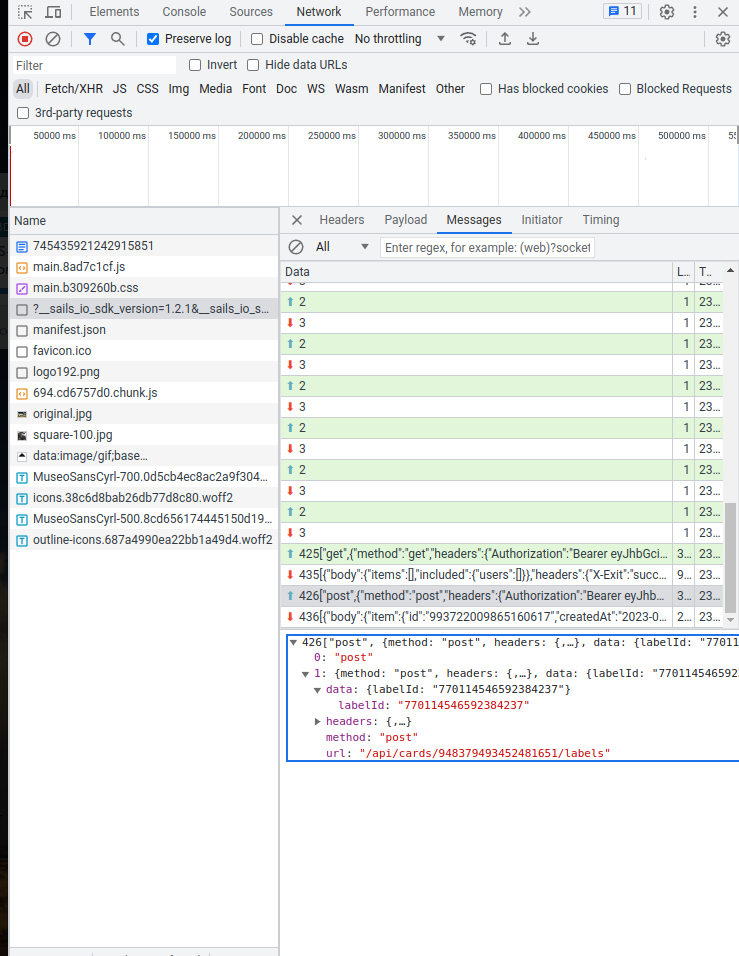 Elements Console Sources Network Performance Memory 11
Preserve log Disable cache No throttling
Filter Invert Hide data URLs
All Fetch/XHR JS CSS Img Media Font Doc WS Wasm Manifest Other Has blocked cookies Blocked Requests
3rd-party requests
50000 ms 100000 ms 150000 ms 200000 ms 250000 ms 300000 ms 350000 ms 400000 ms 450000 ms 500000 ms 55
Name
745435921242915851
main.8ad7c1cf.js
main.b309260b.css
?__sails_io_sdk_version=1.2.1&__sails_io_s...
manifest.json
favicon.ico
logo192.png
694.cd6757d0.chunk.js
original.jpg
square-100.jpg
data:image/gif;base...
MuseoSansCyrl-700.0d5cb4ec8ac2a9f304...
icons.38c6d8bab26db77d8c80.woff2
MuseoSansCyrl-500.8cd656174445150d19...
outline-icons.687a4990ea22bb1a49d4.woff2
Headers Payload Messages Initiator Timing
All Enter regex, for example: (web)?socket
Data L... T...
2 1 23...
3 1 23...
2 1 23...
3 1 23...
2 1 23...
3 1 23...
2 1 23...
3 1 23...
2 1 23...
3 1 23...
2 1 23...
3 1 23...
425["get",{"method":"get","headers":{"Authorization":"Bearer eyJhbGci... 3... 23...
435[{"body":{"items":[],"included":{"users":[]}},"headers":{"X-Exit":"succ... 9... 23...
426["post",{"method":"post","headers":{"Authorization":"Bearer eyJhb... 3... 23...
436[{"body":{"item":{"id":"993722009865160617","createdAt":"2023-0... 2... 23...
426["post", {method: "post", headers: {,…}, data: {labelId: "77011
0: "post"
1: {method: "post", headers: {,…}, data: {labelId: "7701145465923
data: {labelId: "770114546592384237"}
labelId: "770114546592384237"
headers: {,…}
method: "post"
url: "/api/cards/948379493452481651/labels"